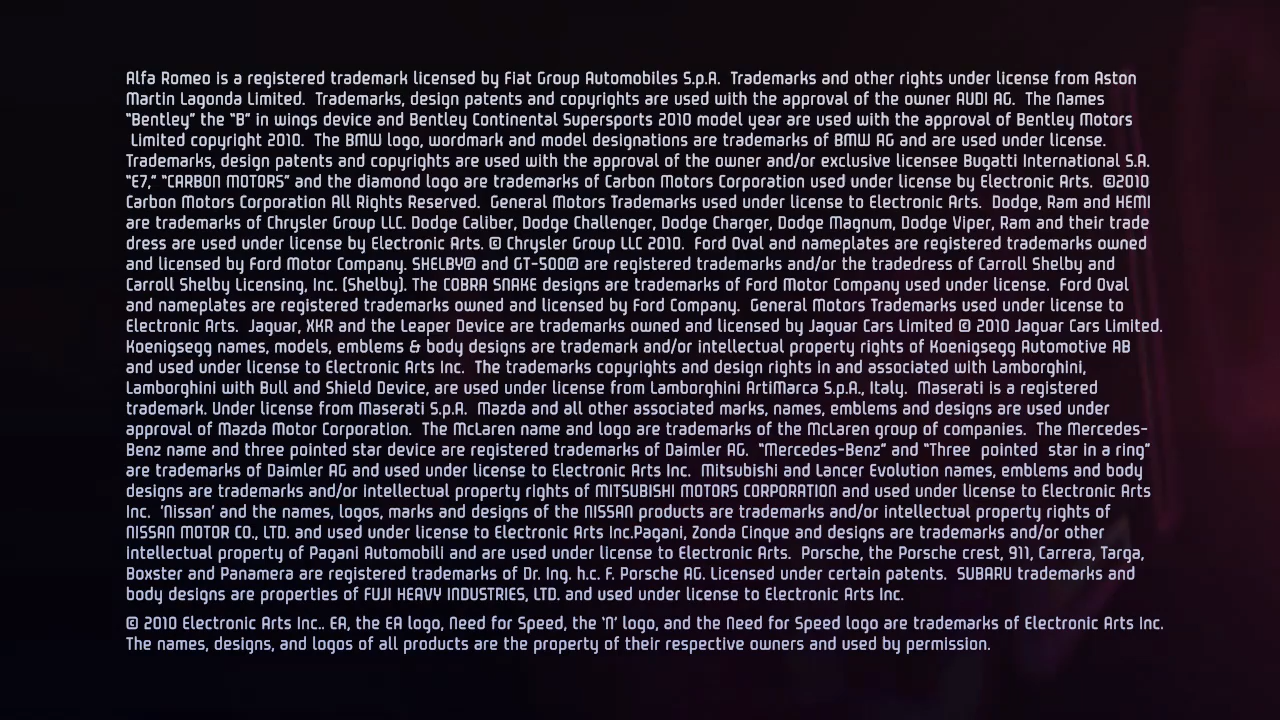 Alfa Romeo is a registered trademark licensed by Fiat Group Automobiles S.p.A.  Trademarks and other rights under license from Aston
Martin Lagonda Limited.  Trademarks, design patents and copyrights are used with the approval of the owner AUDI AG.  The Names
“Bentley” the “B” in wings device and Bentley Continental Supersports 2010 model year are used with the approval of Bentley Motors
Limited copyright 2010.  The BMW logo, wordmark and model designations are trademarks of BMW AG and are used under license.
Trademarks, design patents and copyrights are used with the approval of the owner and/or exclusive licensee Bugatti International S.A.
“E7,” “CARBON MOTORS” and the diamond logo are trademarks of Carbon Motors Corporation used under license by Electronic Arts.  ©2010
Carbon Motors Corporation All Rights Reserved.  General Motors Trademarks used under license to Electronic Arts.  Dodge, Ram and HEMI
are trademarks of Chrysler Group LLC. Dodge Caliber, Dodge Challenger, Dodge Charger, Dodge Magnum, Dodge Viper, Ram and their trade
dress are used under license by Electronic Arts. © Chrysler Group LLC 2010.  Ford Oval and nameplates are registered trademarks owned
and licensed by Ford Motor Company. SHELBY® and GT-500® are registered trademarks and/or the tradedress of Carroll Shelby and
Carroll Shelby Licensing, Inc. (Shelby). The COBRA SNAKE designs are trademarks of Ford Motor Company used under license.  Ford Oval
and nameplates are registered trademarks owned and licensed by Ford Company.  General Motors Trademarks used under license to
Electronic Arts.  Jaguar, XKR and the Leaper Device are trademarks owned and licensed by Jaguar Cars Limited © 2010 Jaguar Cars Limited.
Koenigsegg names, models, emblems & body designs are trademark and/or intellectual property rights of Koenigsegg Automotive AB
and used under license to Electronic Arts Inc.  The trademarks copyrights and design rights in and associated with Lamborghini,
Lamborghini with Bull and Shield Device, are used under license from Lamborghini ArtiMarca S.p.A., Italy.  Maserati is a registered
trademark. Under license from Maserati S.p.A.  Mazda and all other associated marks, names, emblems and designs are used under
approval of Mazda Motor Corporation.  The McLaren name and logo are trademarks of the McLaren group of companies.  The Mercedes-
Benz name and three pointed star device are registered trademarks of Daimler AG.  “Mercedes-Benz” and “Three  pointed  star in a ring”
are trademarks of Daimler AG and used under license to Electronic Arts Inc.  Mitsubishi and Lancer Evolution names, emblems and body
designs are trademarks and/or intellectual property rights of MITSUBISHI MOTORS CORPORATION and used under license to Electronic Arts
Inc.  ‘Nissan’ and the names, logos, marks and designs of the NISSAN products are trademarks and/or intellectual property rights of
NISSAN MOTOR CO., LTD. and used under license to Electronic Arts Inc.Pagani, Zonda Cinque and designs are trademarks and/or other
intellectual property of Pagani Automobili and are used under license to Electronic Arts.  Porsche, the Porsche crest, 911, Carrera, Targa,
Boxster and Panamera are registered trademarks of Dr. Ing. h.c. F. Porsche AG. Licensed under certain patents.  SUBARU trademarks and
body designs are properties of FUJI HEAVY INDUSTRIES, LTD. and used under license to Electronic Arts Inc.
© 2010 Electronic Arts Inc.. EA, the EA logo, Need for Speed, the ‘N’ logo, and the Need for Speed logo are trademarks of Electronic Arts Inc.
The names, designs, and logos of all products are the property of their respective owners and used by permission.